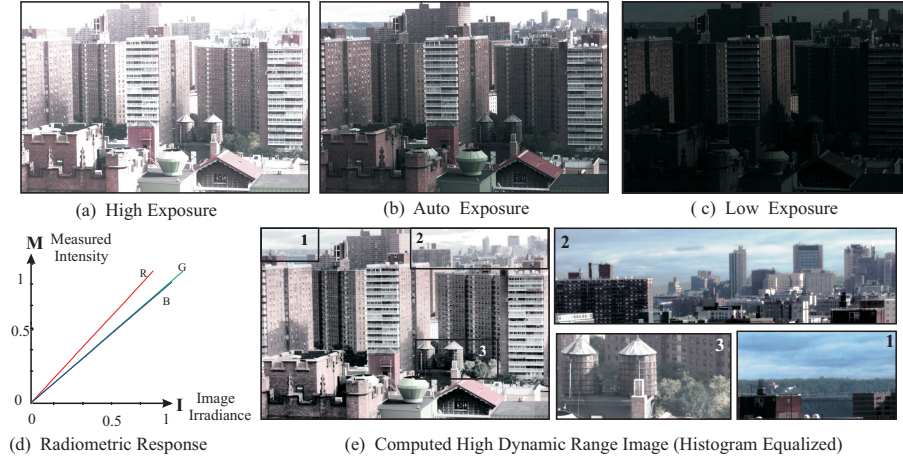 (a) High Exposure
(b) Auto Exposure
( c) Low Exposure
M Measured
Intensity
1
0.5
0
R
G
B
0
0.5
1
I Image
Irradiance
(d) Radiometric Response
1
2
3
2
3
1
(e) Computed High Dynamic Range Image (Histogram Equalized)